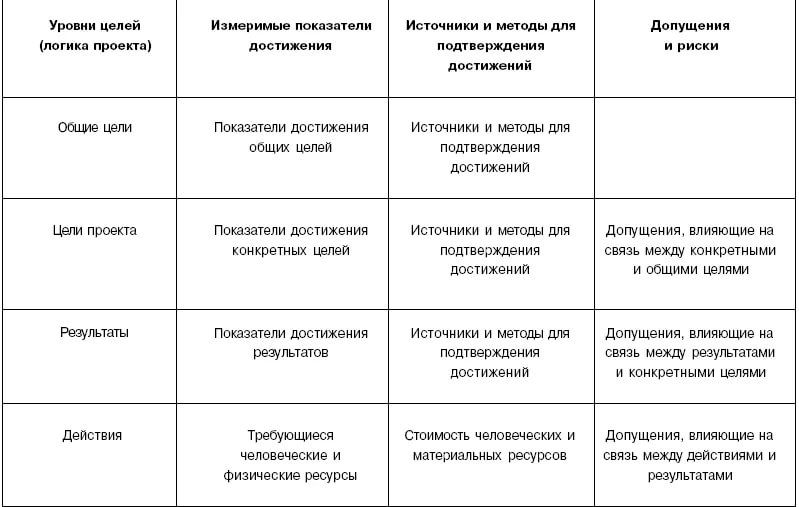 Уровни целей
(логика проекта)
Измеримые показатели
достижения
Источники и методы для
подтверждения
достижений
Допущения
и риски
Общие цели
Показатели достижения
общих целей
Источники и методы для
подтверждения
достижений
Цели проекта
Показатели достижения
конкретных целей
Источники и методы для
подтверждения
достижений
Допущения, влияющие на
связь между конкретными
и общими целями
Результаты
Показатели достижения
результатов
Источники и методы для
подтверждения
достижений
Допущения, влияющие на
связь между результатами
и конкретными целями
Действия
Требующиеся
человеческие и
физические ресурсы
Стоимость человеческих и
материальных ресурсов
Допущения, влияющие на
связь между действиями и
результатами